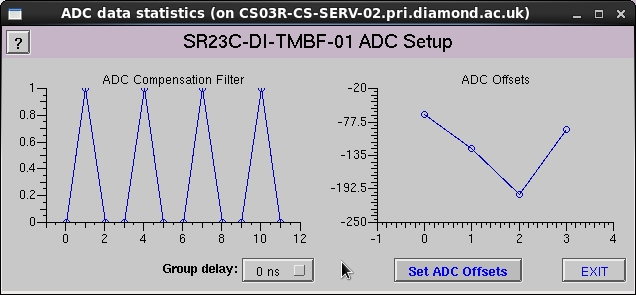 ADC data statistics (on CS03R-CS-SERV-02.pri.diamond.ac.uk)
? SR23C-DI-TMBF-01 ADC Setup
ADC Compensation Filter
1
0.8
0.6
0.4
0.2
0
0 2 4 6 8 10 12
ADC Offsets
-20
-77.5
-135
-192.5
-250
-1 0 1 2 3 4
Group delay: 0 ns Set ADC Offsets EXIT